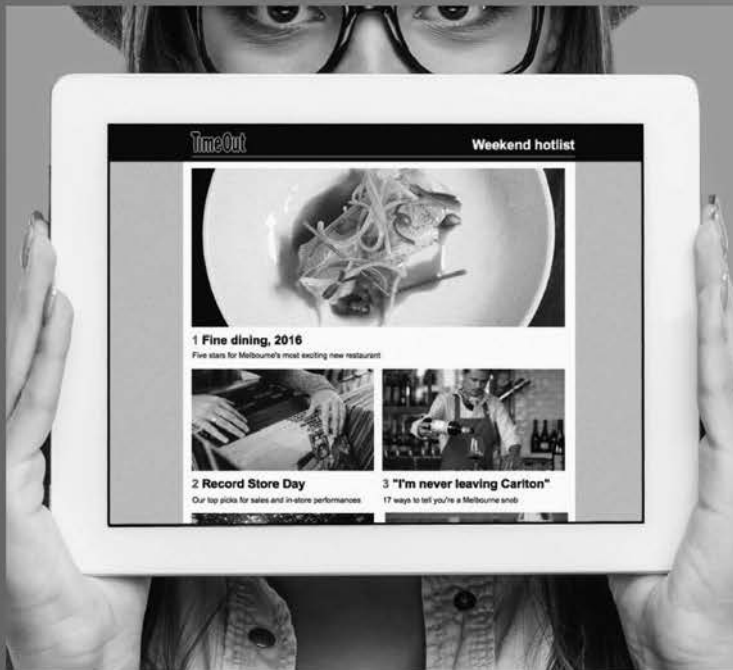 TimeOut
Weekend hotlist
1 Fine dining, 2016
Five stars for Melbourne's most exciting new restaurant
2 Record Store Day
Our top picks for sales and in-store performances
3 "I'm never leaving Carlton"
17 ways to tell you're a Melbourne snob